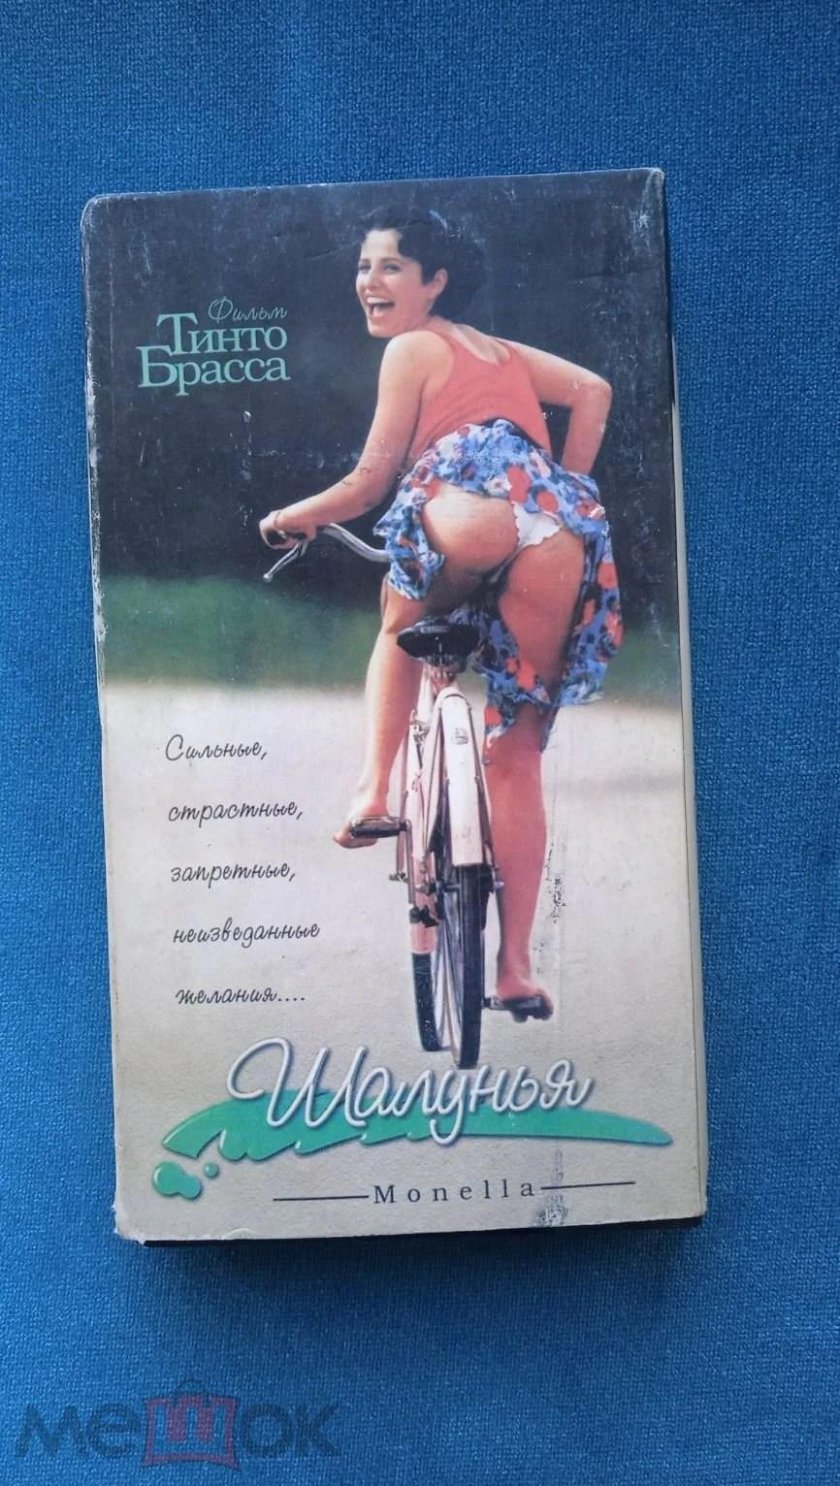 Фильм
Тинто
Брасса
Сильные,
страстные,
запретные,
неизведанные
желания....
Шалунья
Monella
мешок